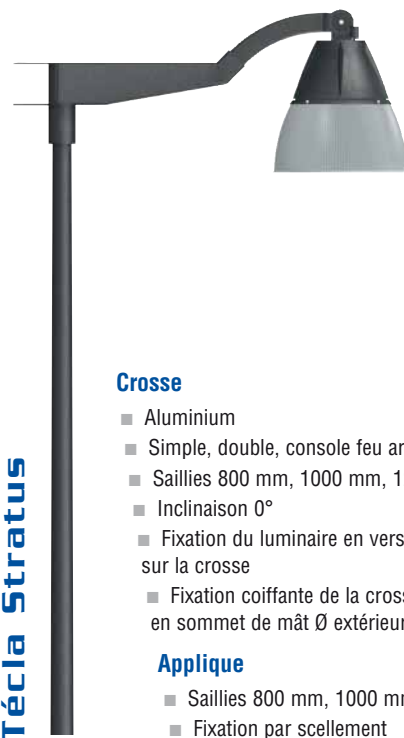 Crosse
■ Aluminium
■ Simple, double, console feu
■ Saillies 800 mm, 1000 mm,
■ Inclinaison 0°
■ Fixation du luminaire en
sur la crosse
■ Fixation coiffante de la
en sommet de mât Ø extérieur
Applique
■ Saillies 800 mm, 1000
■ Fixation par scellement
Técla Stratus